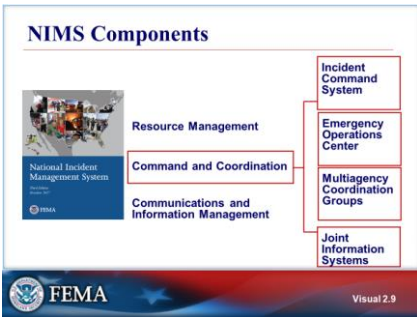 NIMS Components
National Incident
Management System
Third Edition
October 2017
FEMA
Resource Management
Command and Coordination
Communications and
Information Management
Incident
Command
System
Emergency
Operations
Center
Multiagency
Coordination
Groups
Joint
Information
Systems
FEMA
Visual 2.9